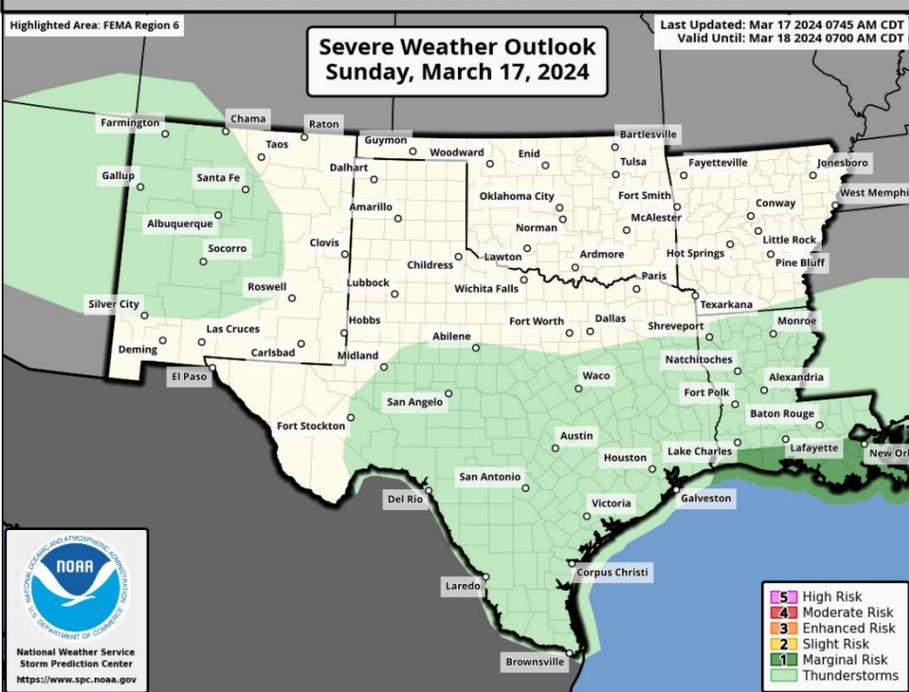 Highlighted Area: FEMA Region 6
Last Updated: Mar 17 2024 0745 AM CDT
Valid Until: Mar 18 2024 0700 AM CDT
Severe Weather Outlook
Sunday, March 17, 2024
Farmington
Chama
Raton
Taos
Guymon
Woodward
Enid
Bartlesville
Dalhart
Tulsa
Fayetteville
Jonesboro
Gallup
Santa Fe
Amarillo
Oklahoma City
Fort Smith
West Memphi
Albuquerque
Norman
McAlester
Conway
Socorro
Clovis
Childress
Lawton
Ardmore
Hot Springs
Little Rock
Pine Bluff
Roswell
Lubbock
Wichita Falls
Paris
Silver City
Texarkana
Las Cruces
Hobbs
Fort Worth
Dallas
Shreveport
Monroe
Deming
Carlsbad
Midland
Abilene
El Paso
Natchitoches
San Angelo
Waco
Fort Polk
Alexandria
Fort Stockton
Austin
Baton Rouge
Houston
Lake Charles
Lafayette
New Orl
Del Rio
San Antonio
Victoria
Galveston
Laredo
Corpus Christi
Brownsville
NATIONAL OCEANIC AND ATMOSPHERIC ADMINISTRATION
NOAA
U.S. DEPARTMENT OF COMMERCE
National Weather Service
Storm Prediction Center
https://www.spc.noaa.gov
5 High Risk
4 Moderate Risk
3 Enhanced Risk
2 Slight Risk
1 Marginal Risk
Thunderstorms